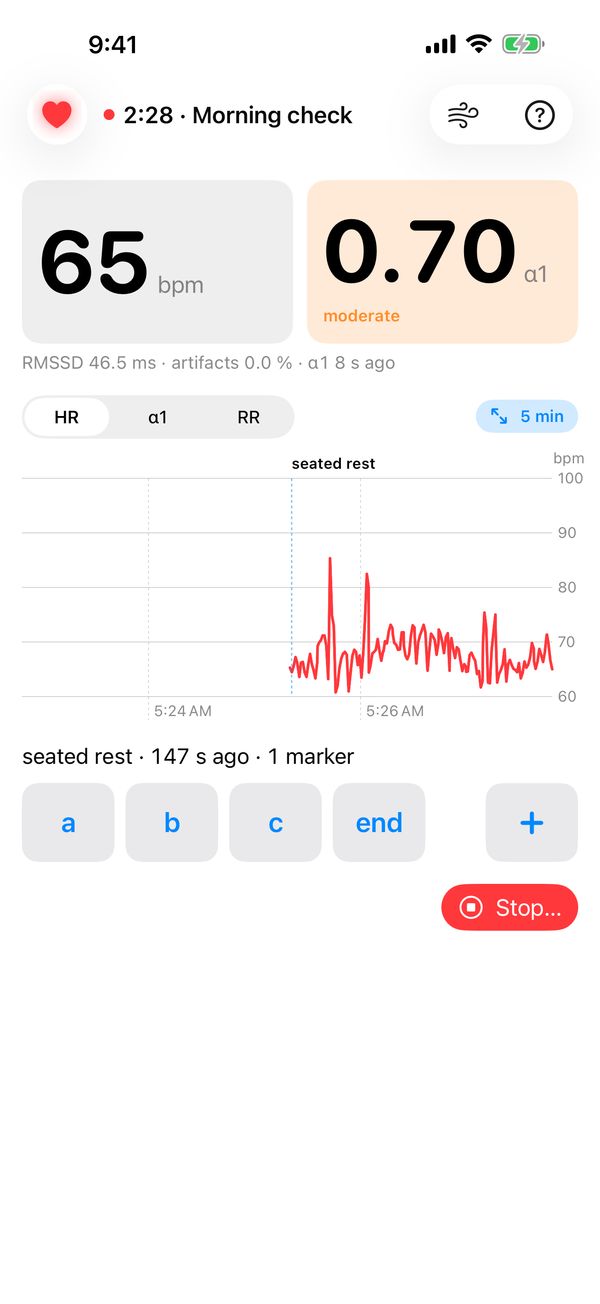 9:41
2:28 · Morning check
65 bpm
0.70 α1
moderate
RMSSD 46.5 ms · artifacts 0.0 % · α1 8 s ago
HR α1 RR 5 min
seated rest bpm
100
90
80
70
60
5:24 AM 5:26 AM
seated rest · 147 s ago · 1 marker
a b c end +
Stop...